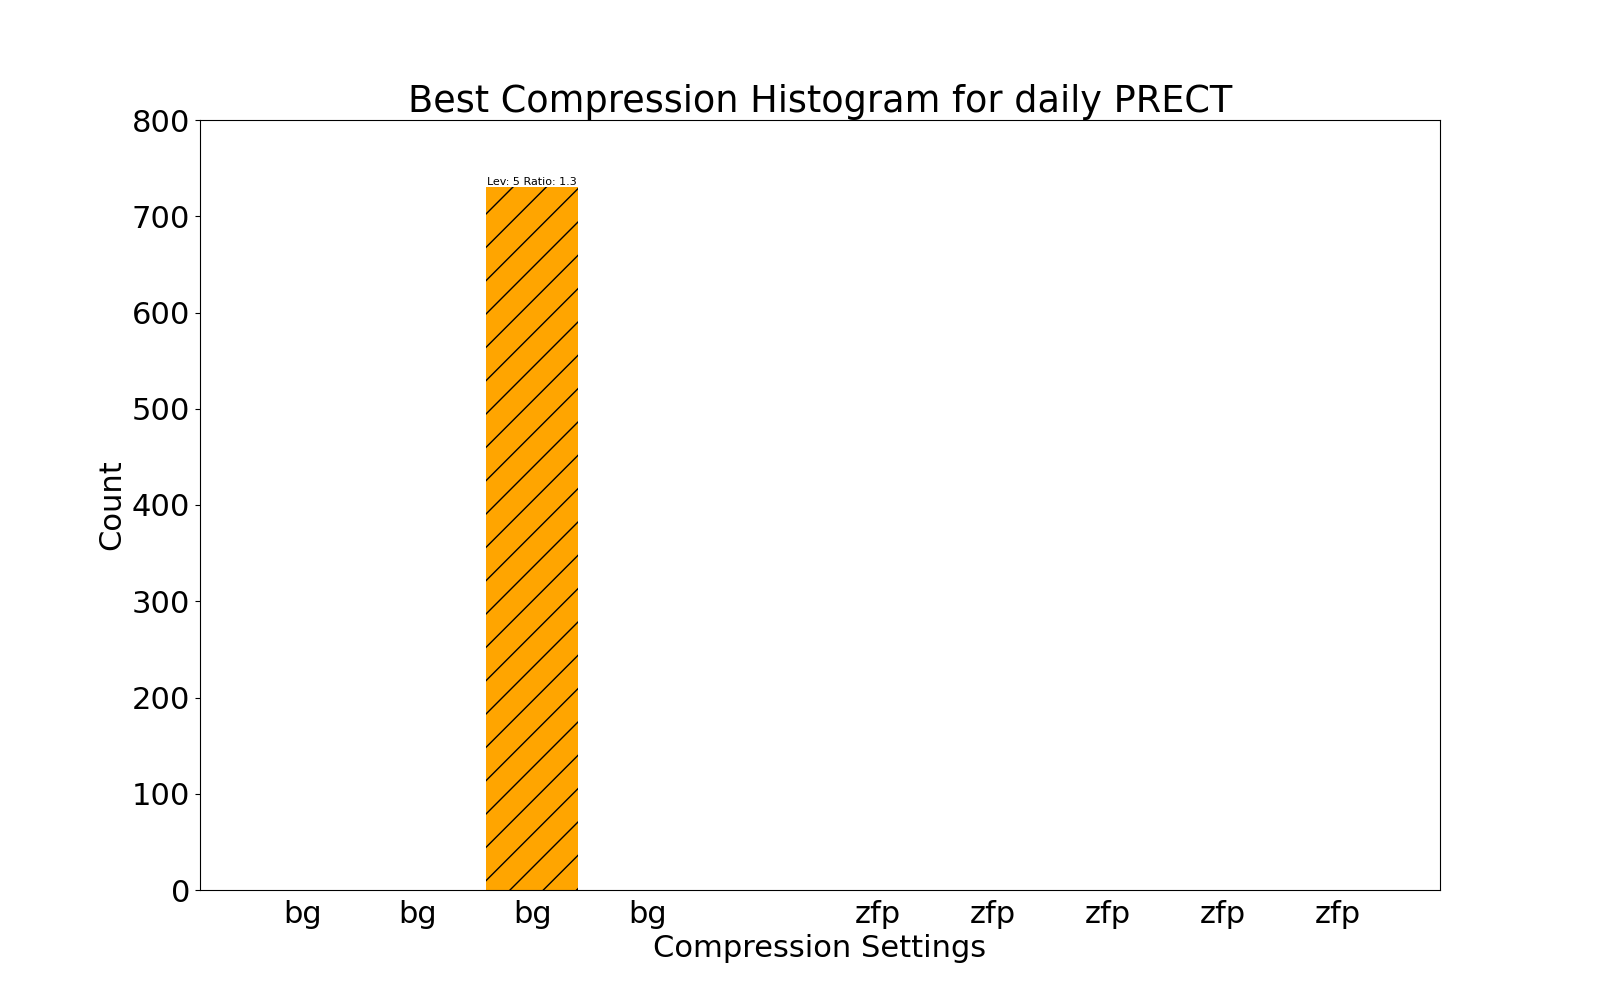 Best Compression Histogram for daily PRECT
800
700
600
500
400
300
200
100
0
Count
Lev: 5 Ratio: 1.3
bg bg bg bg zfp zfp zfp zfp zfp
Compression Settings